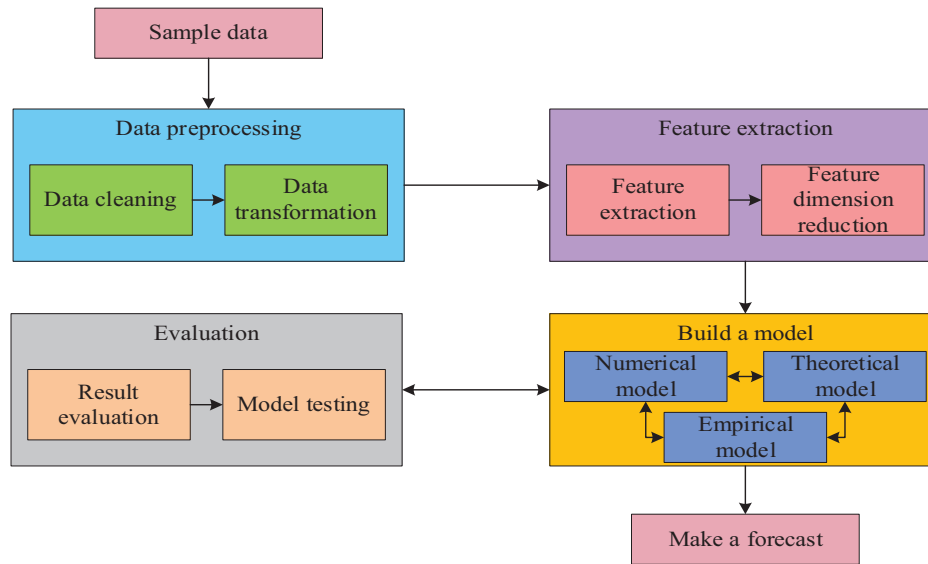 Sample data
Data preprocessing
Data cleaning
Data
transformation
Feature extraction
Feature
extraction
Feature
dimension
reduction
Evaluation
Result
evaluation
Model testing
Build a model
Numerical
model
Theoretical
model
Empirical
model
Make a forecast